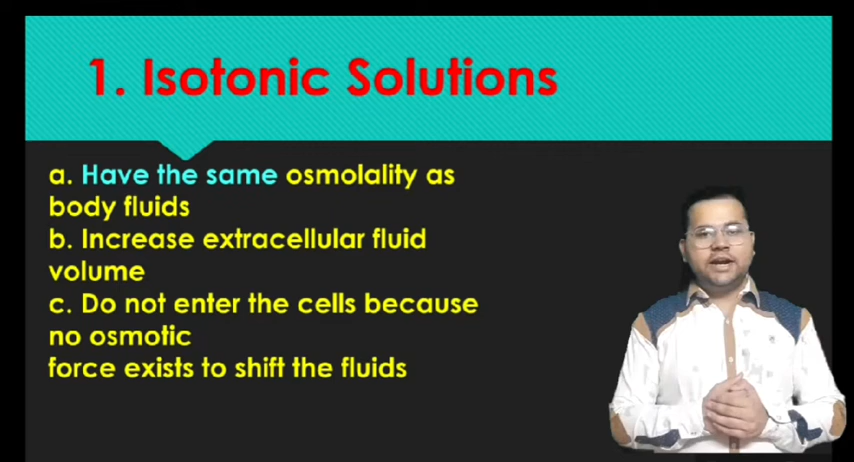 1. Isotonic Solutions
a. Have the same osmolality as
body fluids
b. Increase extracellular fluid
volume
c. Do not enter the cells because
no osmotic
force exists to shift the fluids